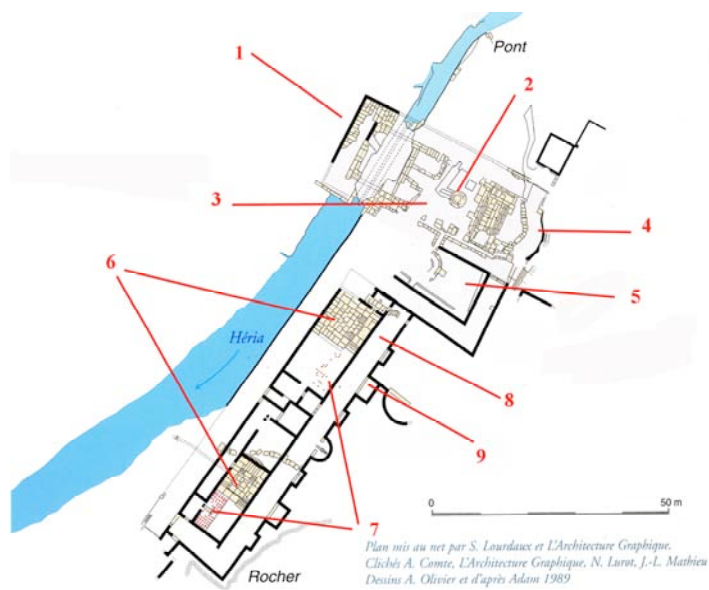 Pont
1
2
3
4
5
6
Héria
8
9
7
0
50 m
Rocher
Plan mis au net par S. Lourdaux et L'Architecture Graphique.
Clichés A. Comte, L'Architecture Graphique, N. Lurot, J.-L. Mathieu
Dessins A. Olivier et d'après Adam 1989